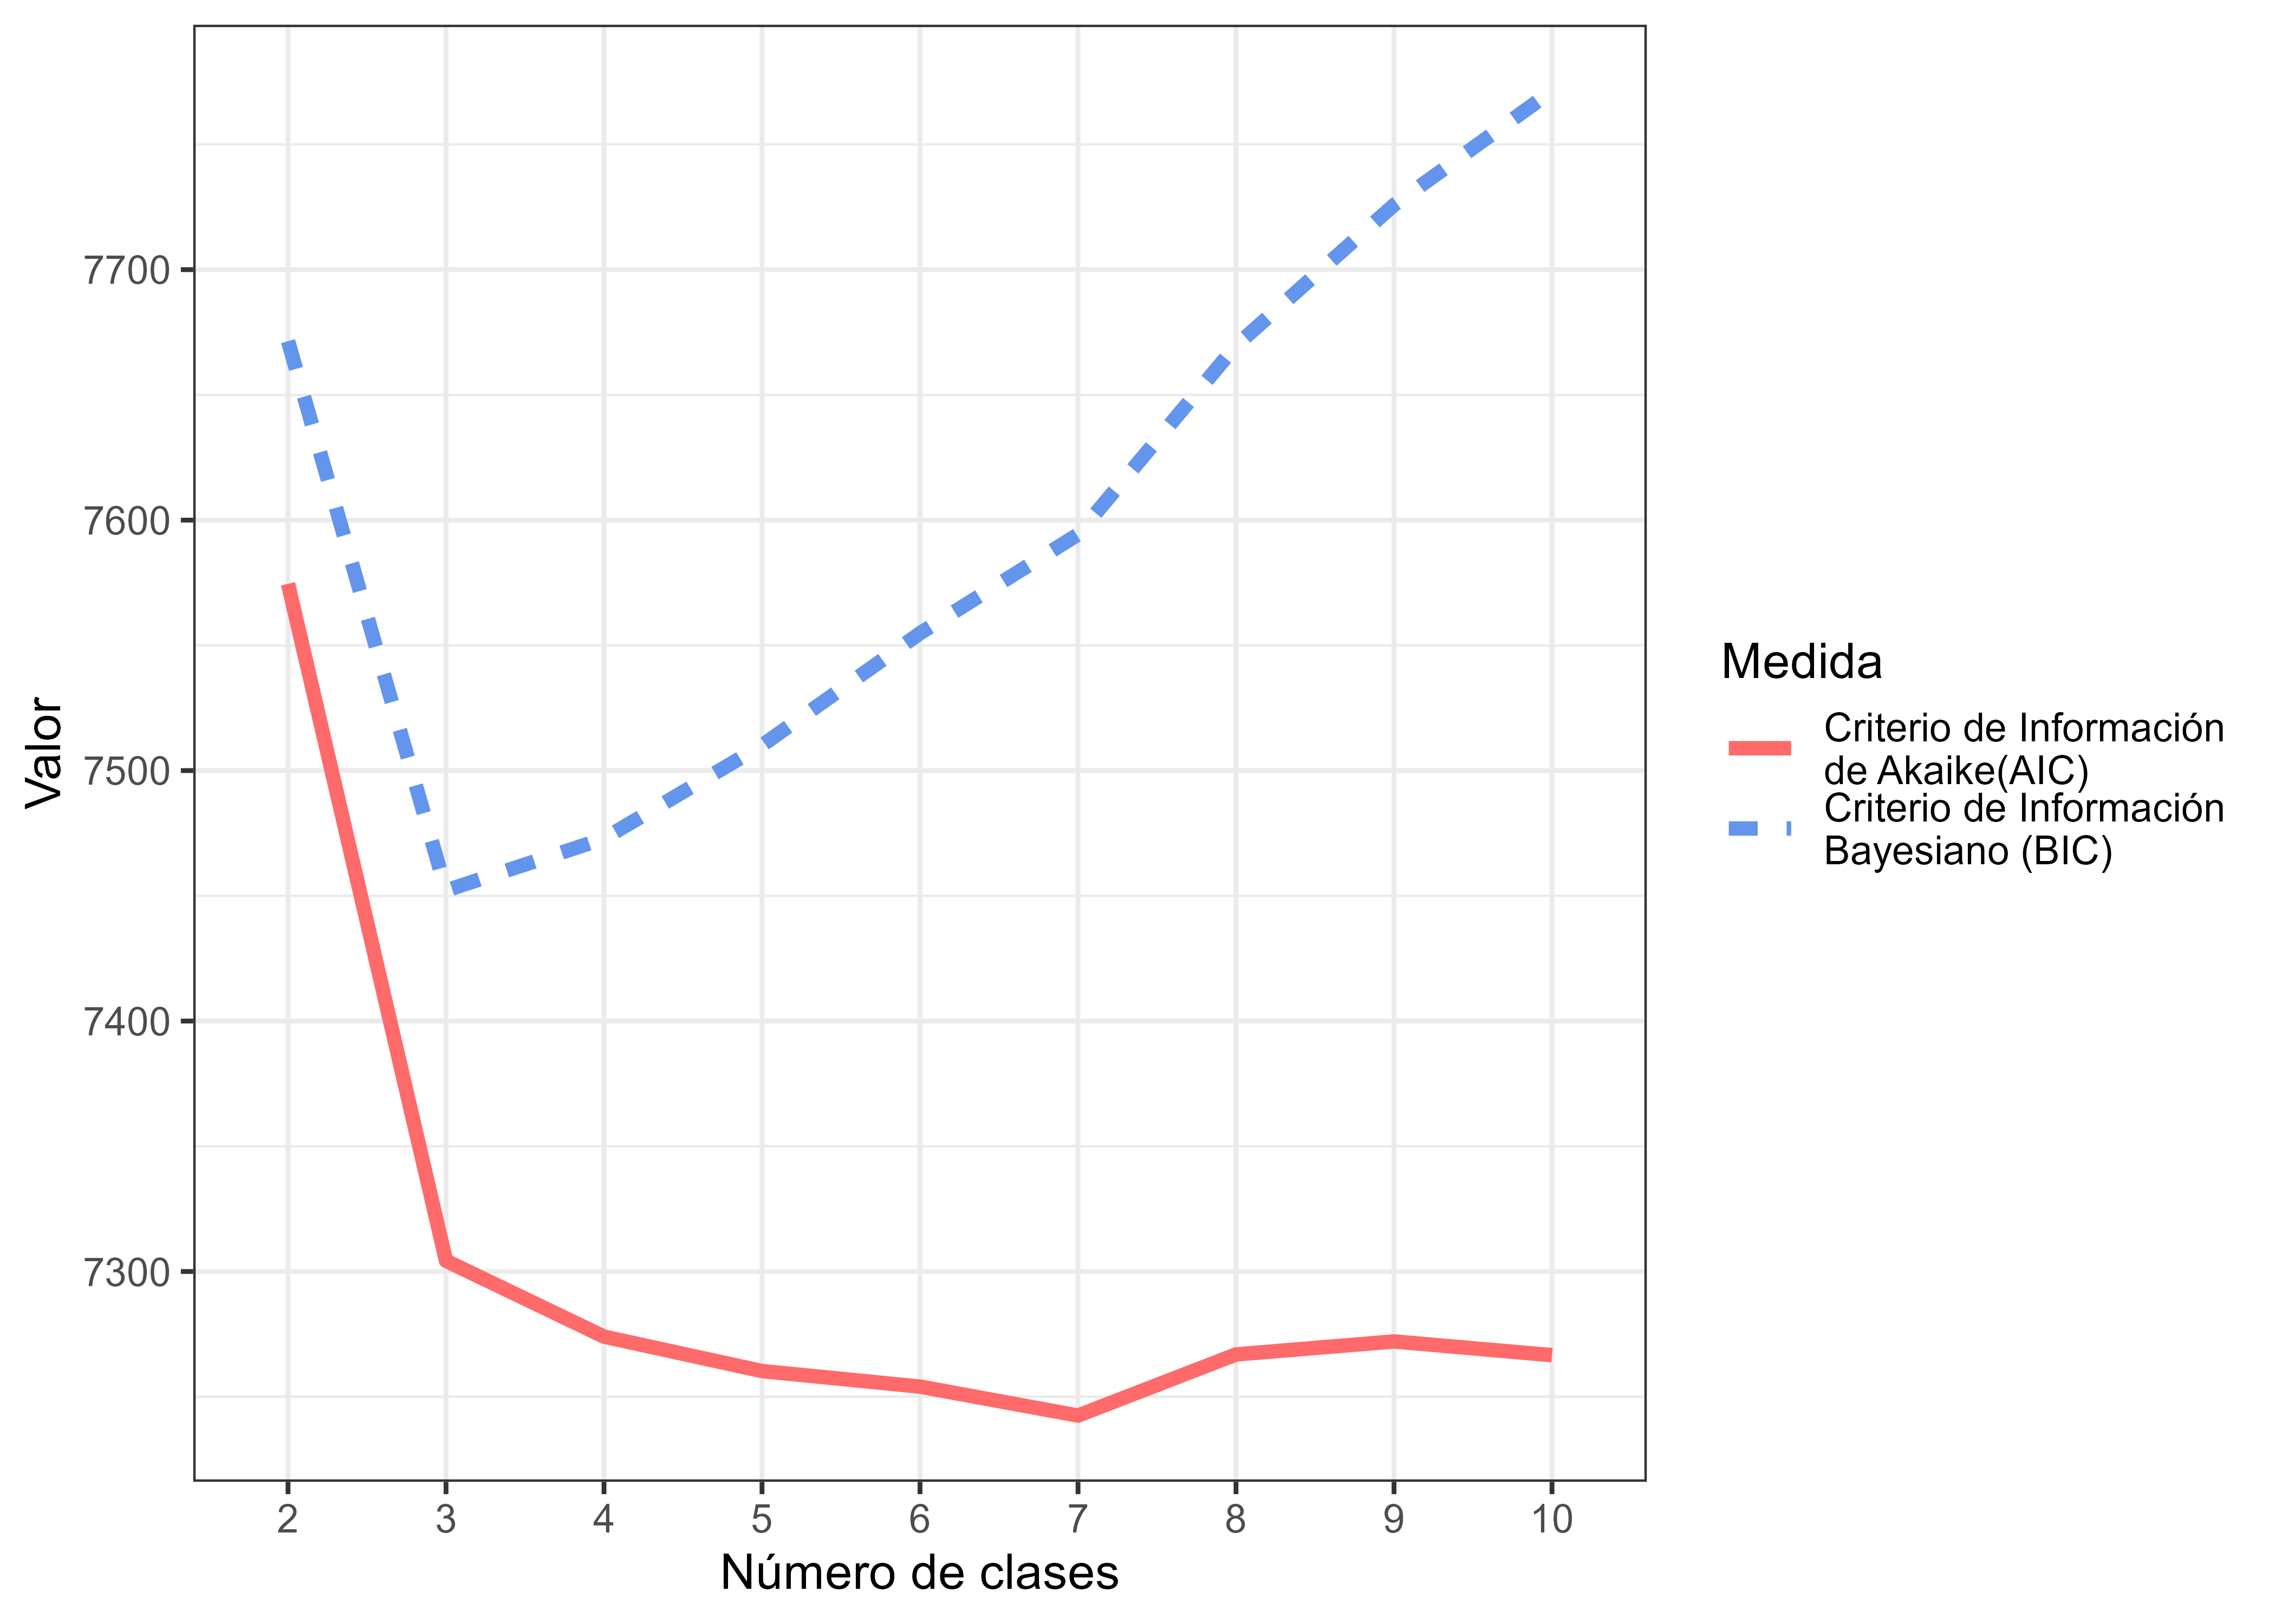 Valor
7700
7600
7500
7400
7300
2 3 4 5 6 7 8 9 10
Número de clases
Medida
Criterio de Información
de Akaike(AIC)
Criterio de Información
Bayesiano (BIC)